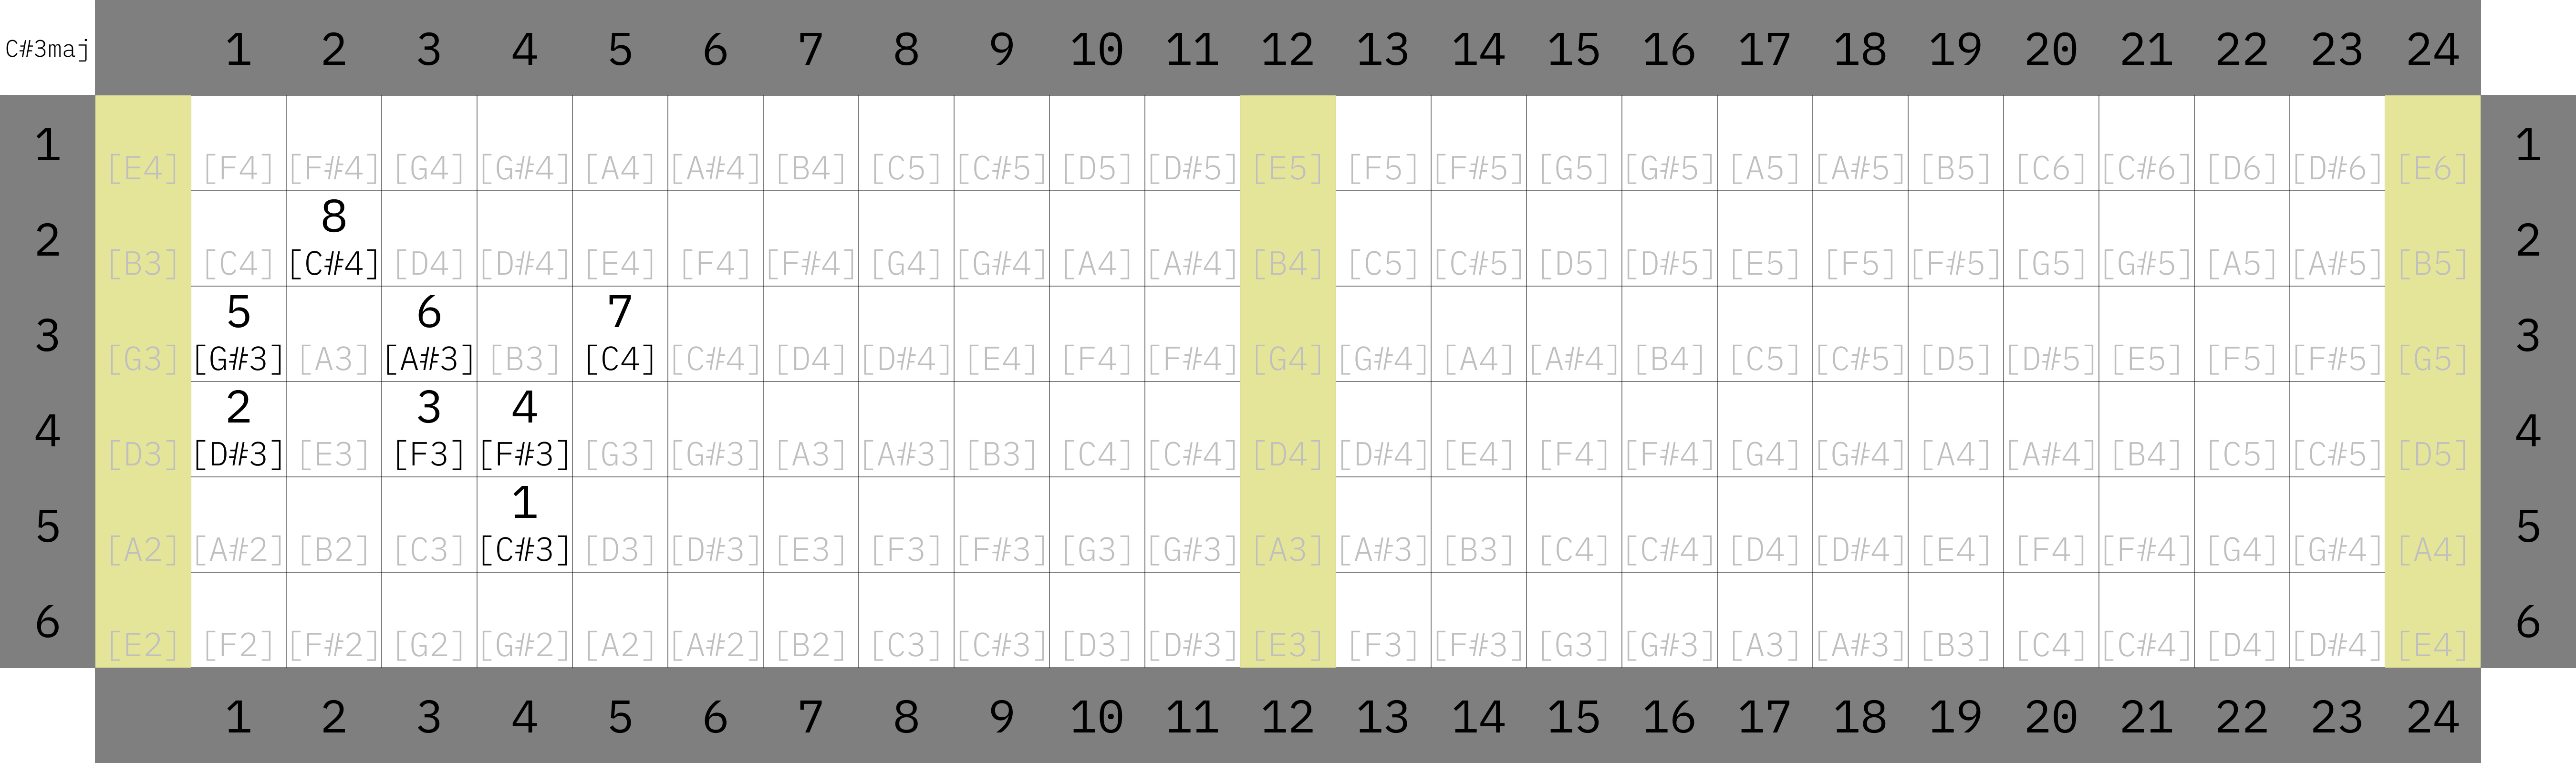 C#3maj 1 2 3 4 5 6 7 8 9 10 11 12 13 14 15 16 17 18 19 20 21 22 23 24
1 [E4] [F4] [F#4] [G4] [G#4] [A4] [A#4] [B4] [C5] [C#5] [D5] [D#5] [E5] [F5] [F#5] [G5] [G#5] [A5] [A#5] [B5] [C6] [C#6] [D6] [D#6] [E6] 1
8
2 [B3] [C4] [C#4] [D4] [D#4] [E4] [F4] [F#4] [G4] [G#4] [A4] [A#4] [B4] [C5] [C#5] [D5] [D#5] [E5] [F5] [F#5] [G5] [G#5] [A5] [A#5] [B5] 2
5 6 7
3 [G3] [G#3] [A3] [A#3] [B3] [C4] [C#4] [D4] [D#4] [E4] [F4] [F#4] [G4] [G#4] [A4] [A#4] [B4] [C5] [C#5] [D5] [D#5] [E5] [F5] [F#5] [G5] 3
2 3 4
4 [D3] [D#3] [E3] [F3] [F#3] [G3] [G#3] [A3] [A#3] [B3] [C4] [C#4] [D4] [D#4] [E4] [F4] [F#4] [G4] [G#4] [A4] [A#4] [B4] [C5] [C#5] [D5] 4
1
5 [A2] [A#2] [B2] [C3] [C#3] [D3] [D#3] [E3] [F3] [F#3] [G3] [G#3] [A3] [A#3] [B3] [C4] [C#4] [D4] [D#4] [E4] [F4] [F#4] [G4] [G#4] [A4] 5
6 [E2] [F2] [F#2] [G2] [G#2] [A2] [A#2] [B2] [C3] [C#3] [D3] [D#3] [E3] [F3] [F#3] [G3] [G#3] [A3] [A#3] [B3] [C4] [C#4] [D4] [D#4] [E4] 6
1 2 3 4 5 6 7 8 9 10 11 12 13 14 15 16 17 18 19 20 21 22 23 24